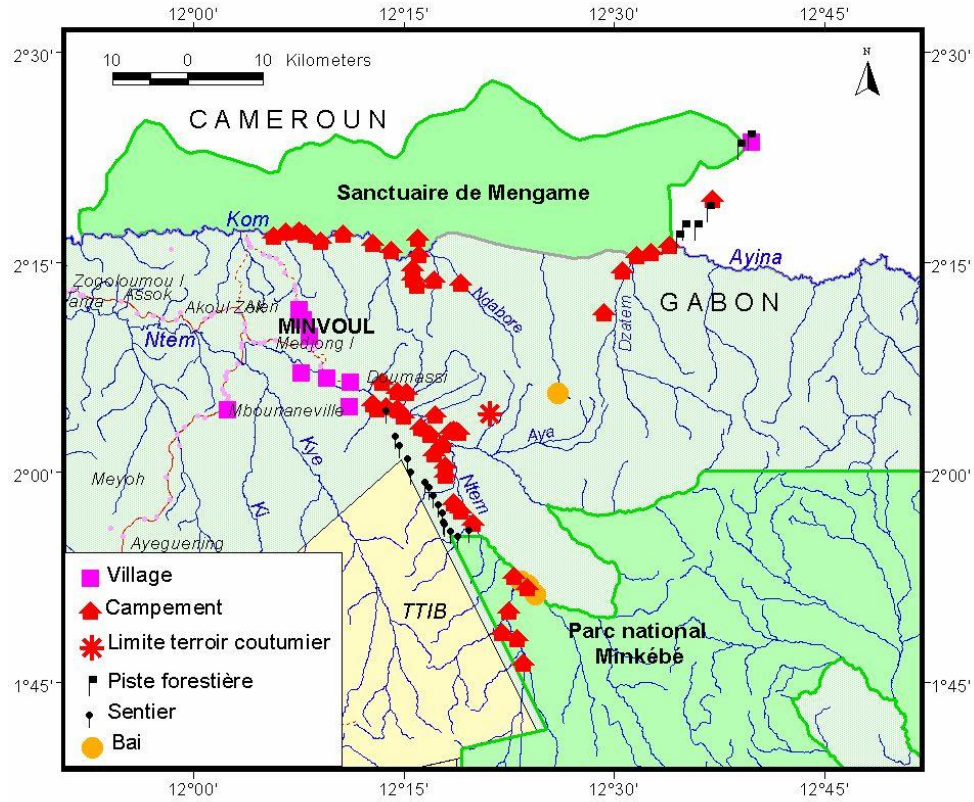 12°00' 12°15' 12°30' 12°45'
2°30' 2°30'
10 0 10 Kilometers
N
CAMEROUN
Sanctuaire de Mengame
Kom
2°15' 2°15'
Ayina
Zogoloumou I
Assok
Akoul Zok
GABON
Ndabore
Dzatem
MINVOUL
Ntem
Medjong I
Doumassi
Mbounaneville
Aya
Kye
2°00' 2°00'
Meyoh
Ki
Ntem
Ayeguening
Village
Campement
Limite terroir coutumier
Piste forestière
Sentier
Bai
TTIB
Parc national
Minkébé
1°45' 1°45'
12°00' 12°15' 12°30' 12°45'